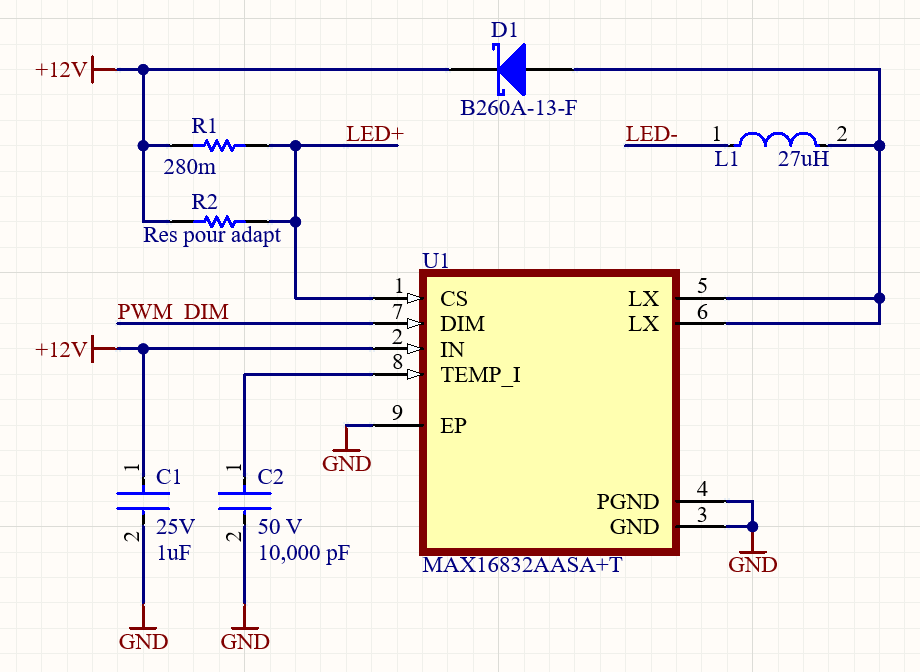 D1
+12V
B260A-13-F
R1
LED+
LED-
1
2
280m
L1
27uH
R2
Res pour adapt
U1
1
CS
LX
5
PWM_DIM
7
DIM
LX
6
+12V
2
IN
8
TEMP_I
9
EP
GND
1
C1
1
C2
PGND
4
2
25V
2
50 V
GND
3
1uF
10,000 pF
MAX16832AASA+T
GND
GND
GND